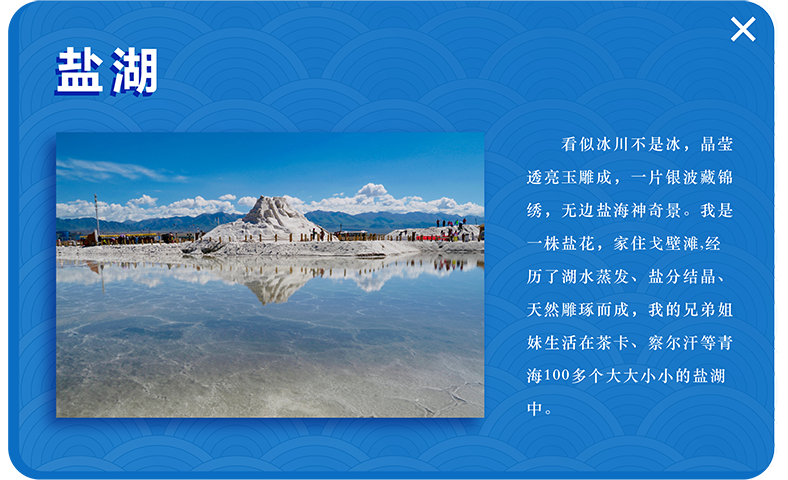 盐湖
看似冰川不是冰，晶莹
透亮玉雕成，一片银波藏锦
绣，无边盐海神奇景。我是
一株盐花，家住戈壁滩,经
历了湖水蒸发、盐分结晶、
天然雕琢而成，我的兄弟姐
妹生活在茶卡、察尔汗等青
海100多个大大小小的盐湖
中。